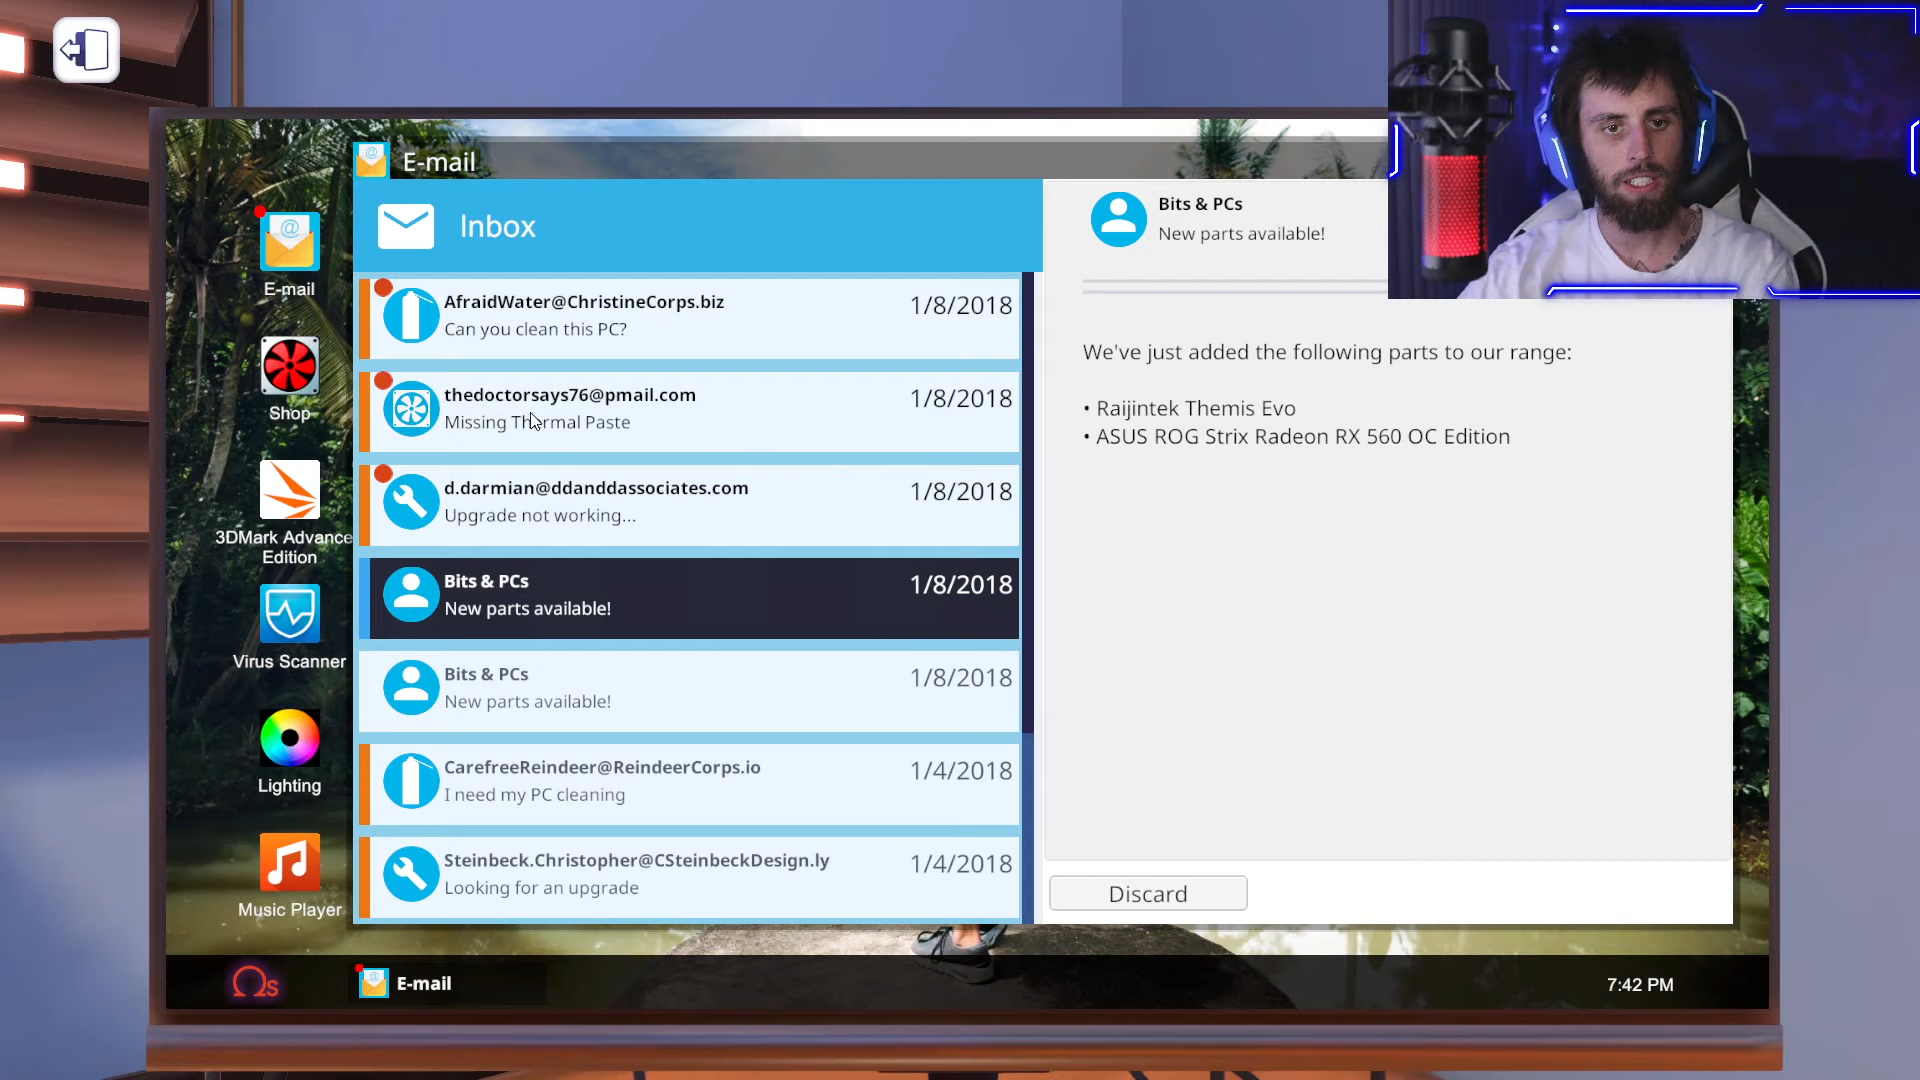 E-mail
Inbox
AfraidWater@ChristineCorps.biz
1/8/2018
Can you clean this PC?
thedoctorsays76@pmail.com
1/8/2018
Missing Thermal Paste
d.darmian@ddanddassociates.com
1/8/2018
Upgrade not working...
Bits & PCs
1/8/2018
New parts available!
Bits & PCs
1/8/2018
New parts available!
CarefreeReindeer@ReindeerCorps.io
1/4/2018
I need my PC cleaning
Steinbeck.Christopher@CSteinbeckDesign.ly
1/4/2018
Looking for an upgrade
Bits & PCs
New parts available!
We've just added the following parts to our range:
• Raijintek Themis Evo
• ASUS ROG Strix Radeon RX 560 OC Edition
Discard
E-mail
Shop
3DMark Advance
Edition
Virus Scanner
Lighting
Music Player
Ωs
E-mail
7:42 PM